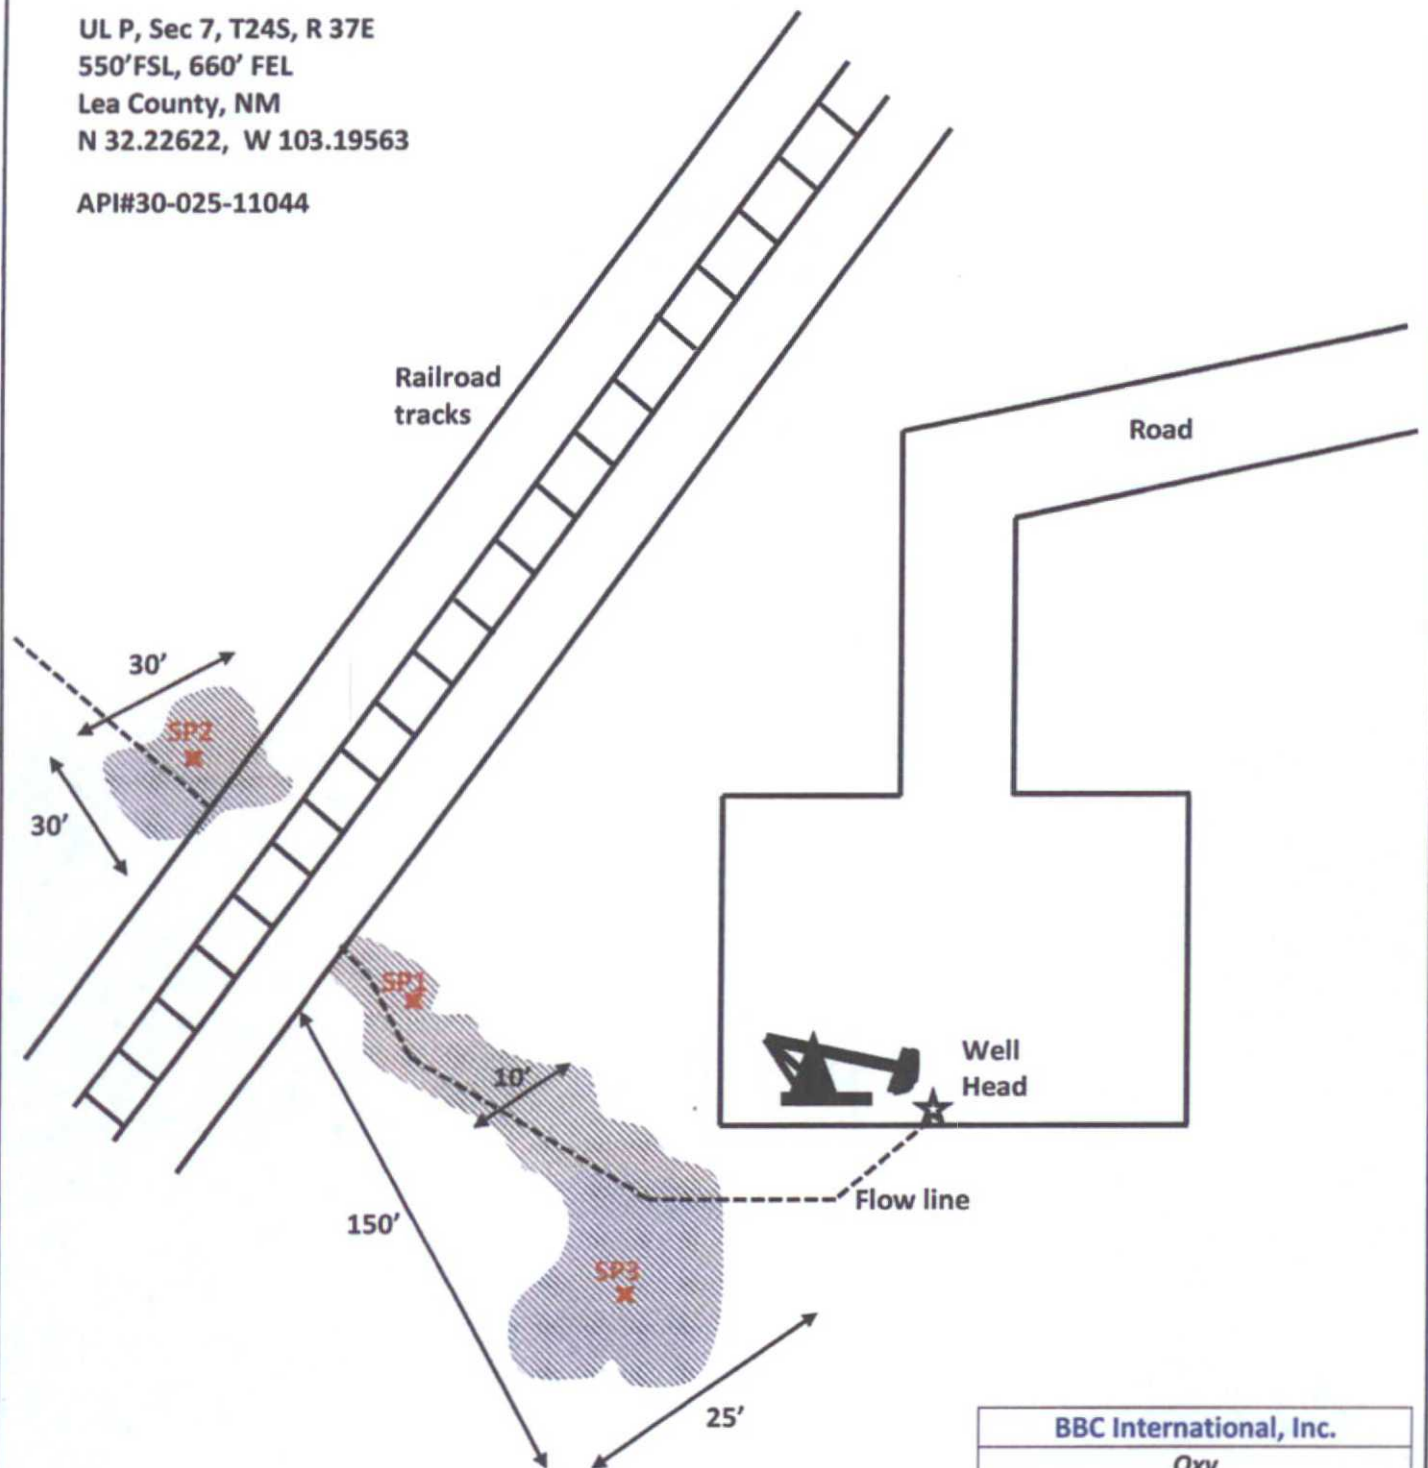 UL P, Sec 7, T24S, R 37E
550'FSL, 660' FEL
Lea County, NM
N 32.22622, W 103.19563
API#30-025-11044
Railroad
tracks
Road
30'
SP2
30'
SP1
10'
Well
Head
150'
Flow line
SP3
25'
BBC International, Inc.
Oxy